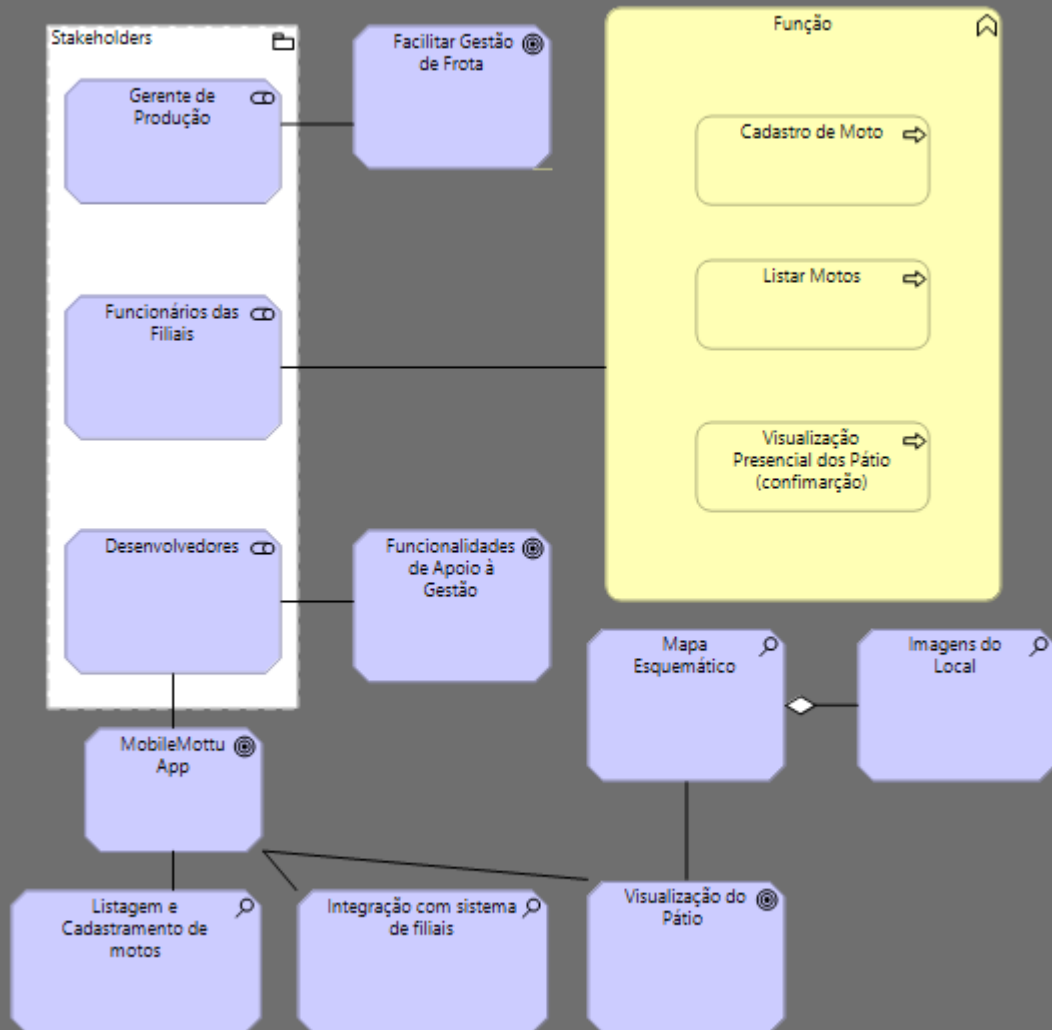 Stakeholders
Gerente de
Produção
Facilitar Gestão
de Frota
Função
Cadastro de Moto
Listar Motos
Visualização
Presencial dos Pátio
(confimarção)
Funcionários das
Filiais
Desenvolvedores
Funcionalidades
de Apoio à
Gestão
Mapa
Esquemático
Imagens do
Local
MobileMottu
App
Listagem e
Cadastramento de
motos
Integração com sistema
de filiais
Visualização do
Pátio